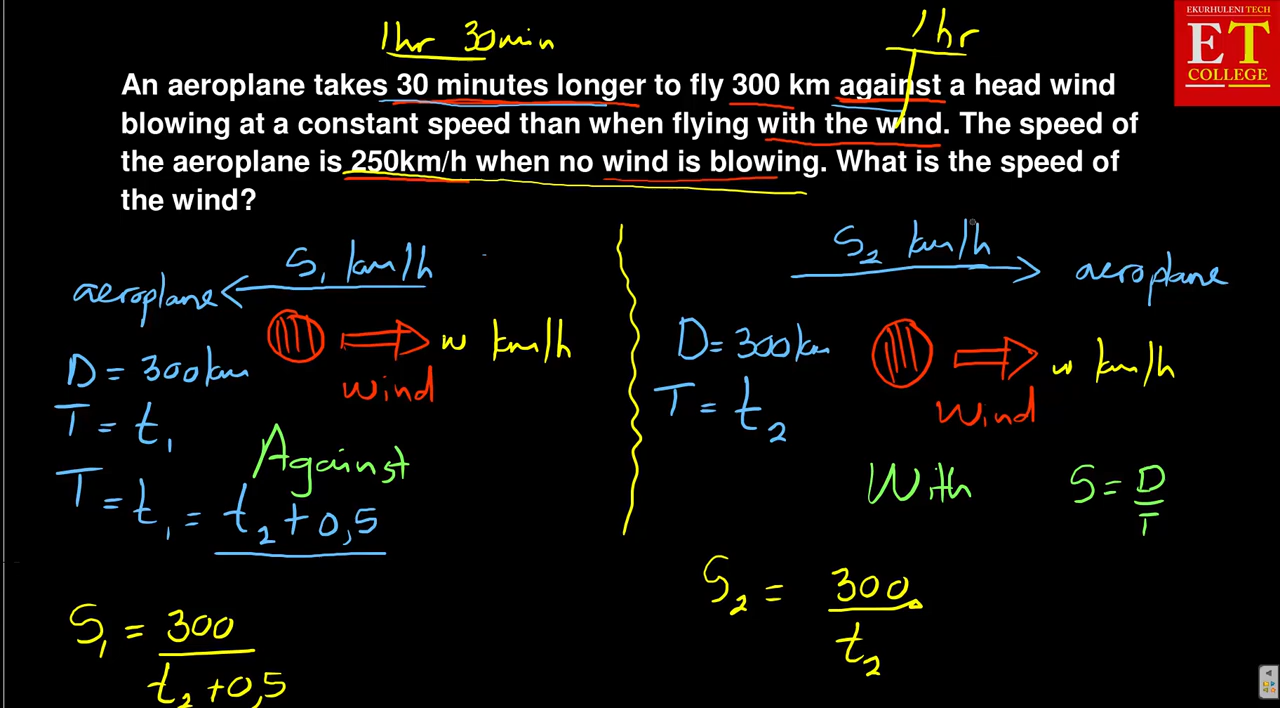 EKURHULENI TECH
ET
COLLEGE
1hr 30min
1hr
An aeroplane takes 30 minutes longer to fly 300 km against a head wind
blowing at a constant speed than when flying with the wind. The speed of
the aeroplane is 250km/h when no wind is blowing. What is the speed of
the wind?
S₁ km/h
aeroplane
w km/h
Wind
D = 300km
T = t₁
Against
T = t₁ = t₂ + 0,5
S₁ = 300
t₂ + 0,5
S₂ km/h
aeroplane
D = 300km
w km/h
T = t₂
Wind
With
S = D
T
S₂ = 300
t₂